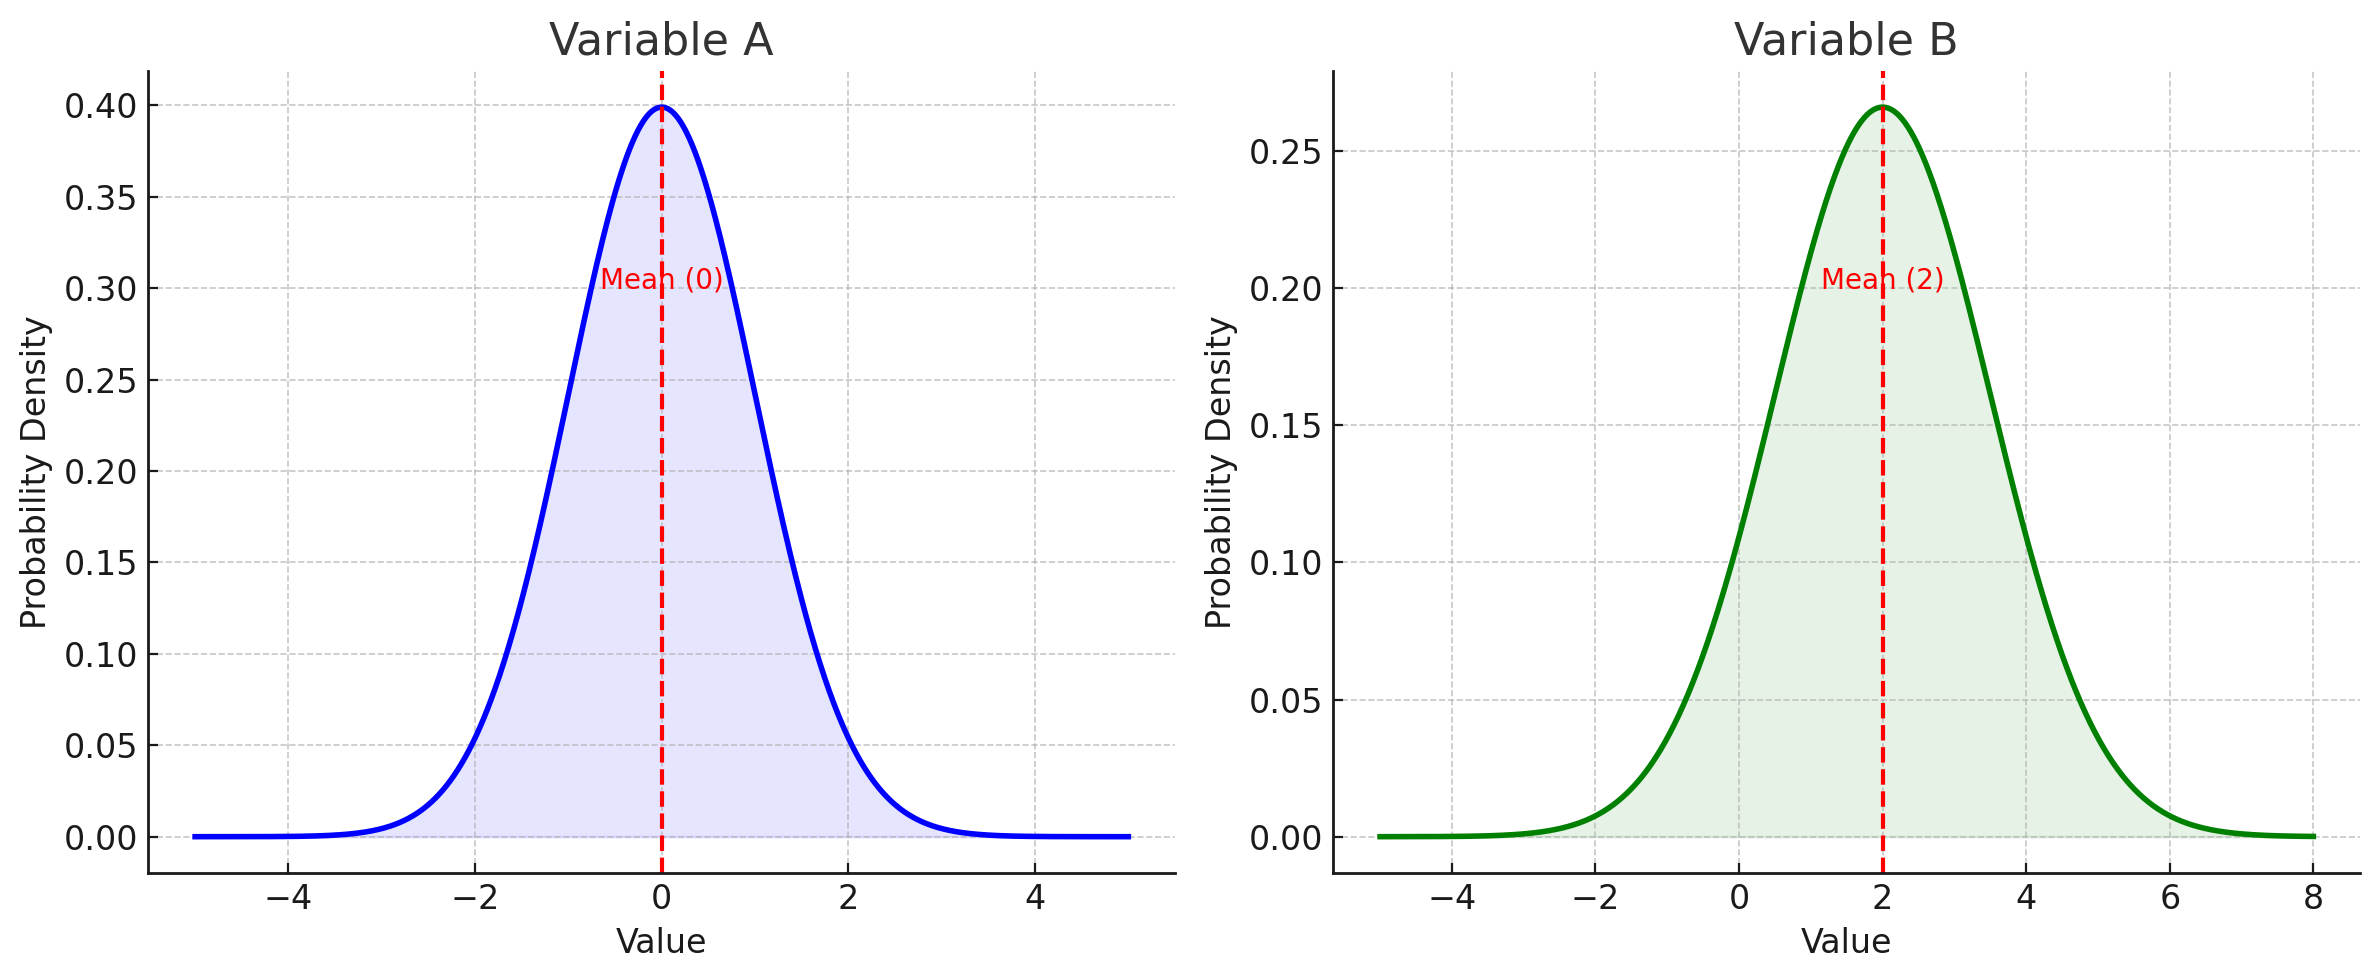 Variable A
0.40
0.35
0.30
0.25
0.20
0.15
0.10
0.05
0.00
Probability Density
Mean (0)
−4 −2 0 2 4
Value
Variable B
0.25
0.20
0.15
0.10
0.05
0.00
Probability Density
Mean (2)
−4 −2 0 2 4 6 8
Value